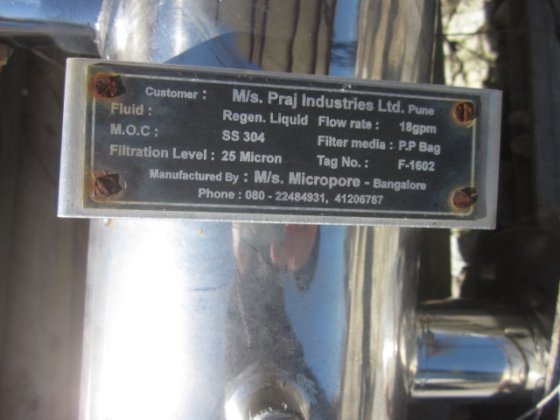 Customer : M/s. Praj Industries Ltd. Pune
Fluid : Regen. Liquid Flow rate : 18gpm
M.O.C : SS 304 Filter media : P.P Bag
Filtration Level : 25 Micron Tag No. : F-1602
Manufactured By : M/s. Micropore - Bangalore
Phone : 080 - 22484931, 41206787